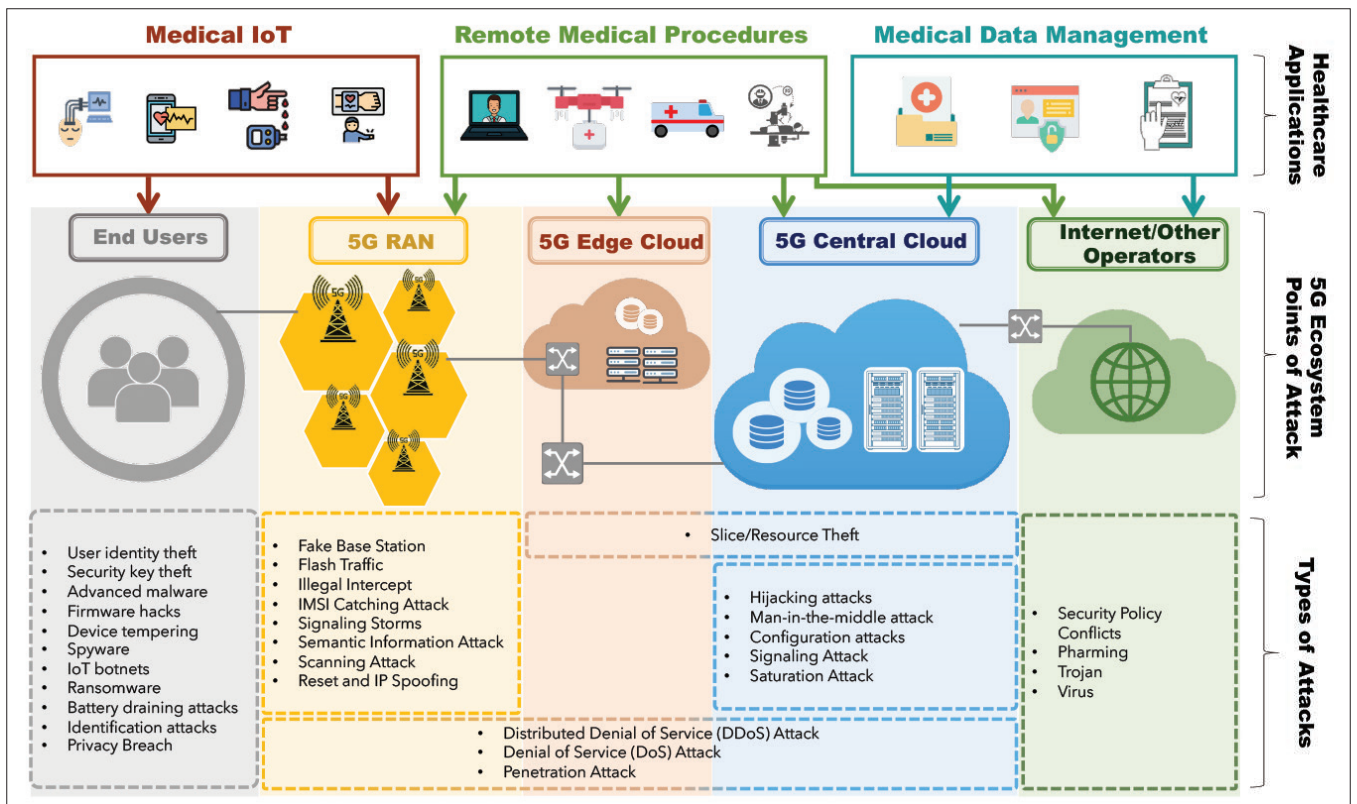 Medical IoT
Remote Medical Procedures
Medical Data Management
Healthcare
Applications
End Users
5G RAN
5G Edge Cloud
5G Central Cloud
Internet/Other
Operators
5G
5G
5G
5G
5G
5G Ecosystem
Points of Attack
• User identity theft
• Security key theft
• Advanced malware
• Firmware hacks
• Device tempering
• Spyware
• IoT botnets
• Ransomware
• Battery draining attacks
• Identification attacks
• Privacy Breach
• Fake Base Station
• Flash Traffic
• Illegal Intercept
• IMSI Catching Attack
• Signaling Storms
• Semantic Information Attack
• Scanning Attack
• Reset and IP Spoofing
• Slice/Resource Theft
• Hijacking attacks
• Man-in-the-middle attack
• Configuration attacks
• Signaling Attack
• Saturation Attack
• Security Policy
Conflicts
• Pharming
• Trojan
• Virus
• Distributed Denial of Service (DDoS) Attack
• Denial of Service (DoS) Attack
• Penetration Attack
Types of Attacks